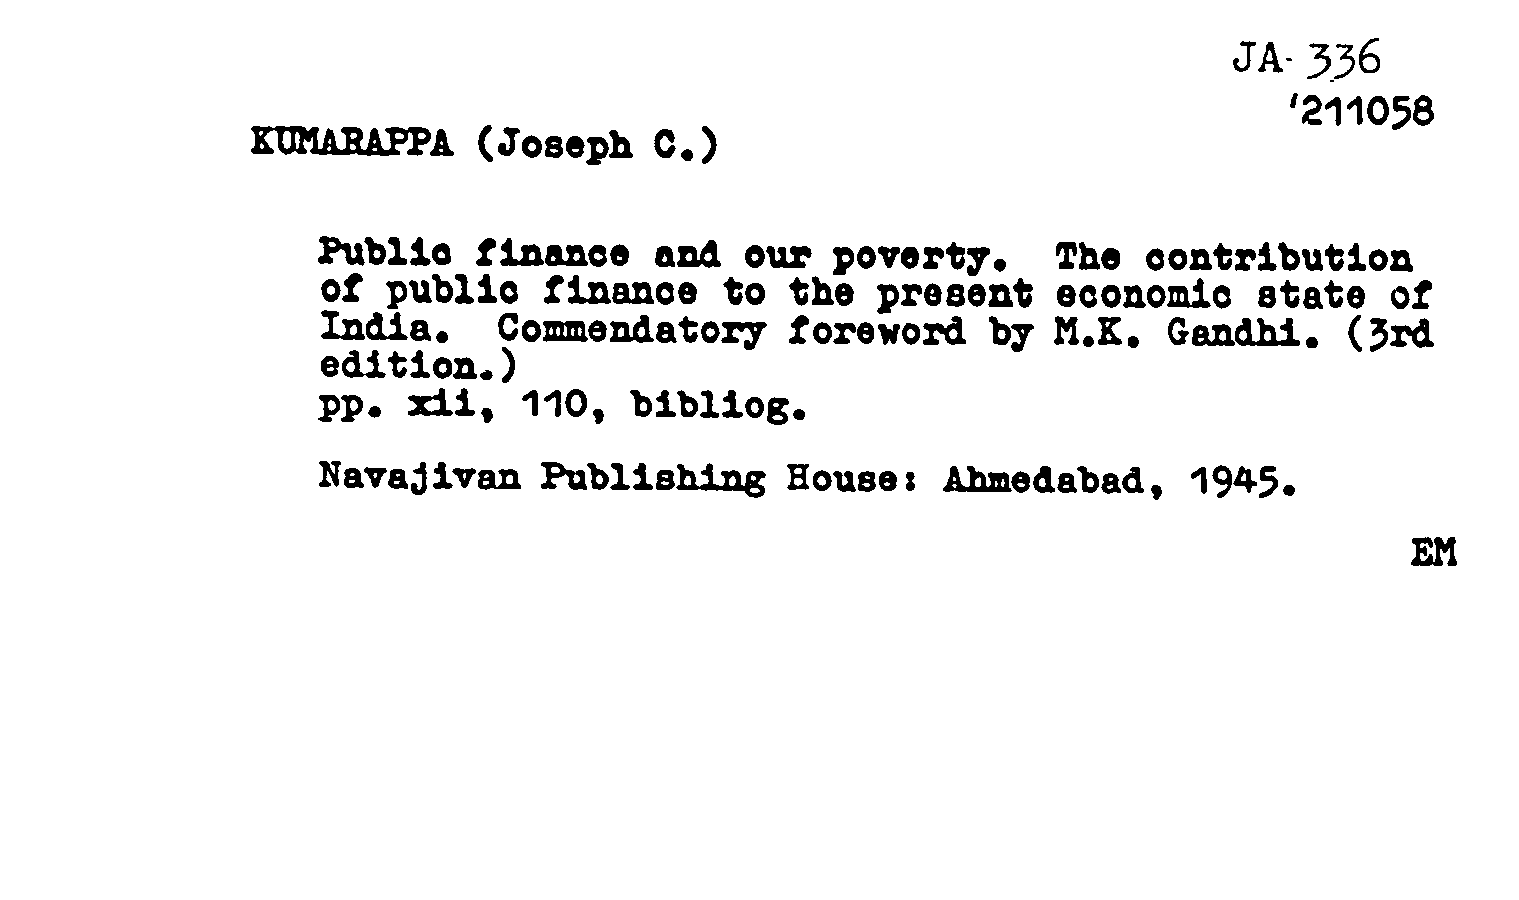 JA- 336
'211058
KUMARAPPA (Joseph C.)
Public finance and our poverty. The contribution
of public finance to the present economic state of
India. Commendatory foreword by M.K. Gandhi. (3rd
edition.)
pp. xii, 110, bibliog.
Navajivan Publishing House: Ahmedabad, 1945.
EM